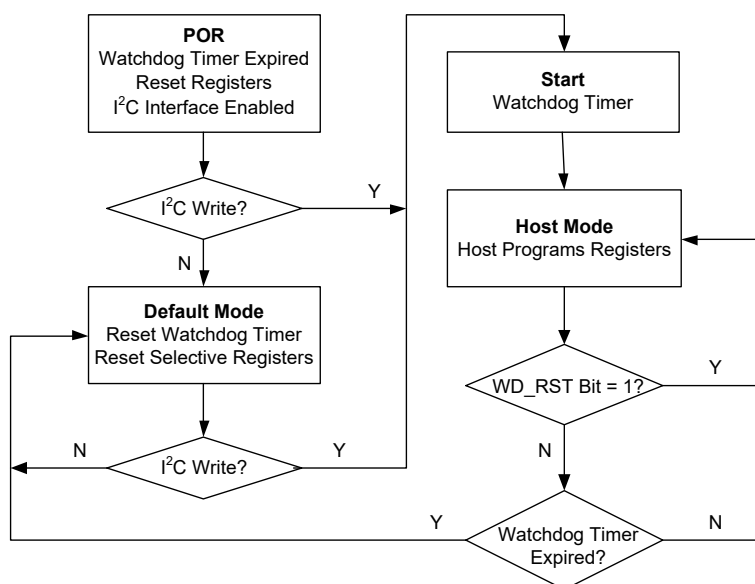 POR
Watchdog Timer Expired
Reset Registers
I²C Interface Enabled
I²C Write?
Y
N
Default Mode
Reset Watchdog Timer
Reset Selective Registers
I²C Write?
N
Y
Start
Watchdog Timer
Host Mode
Host Programs Registers
WD_RST Bit = 1?
Y
N
Watchdog Timer
Expired?
Y
N